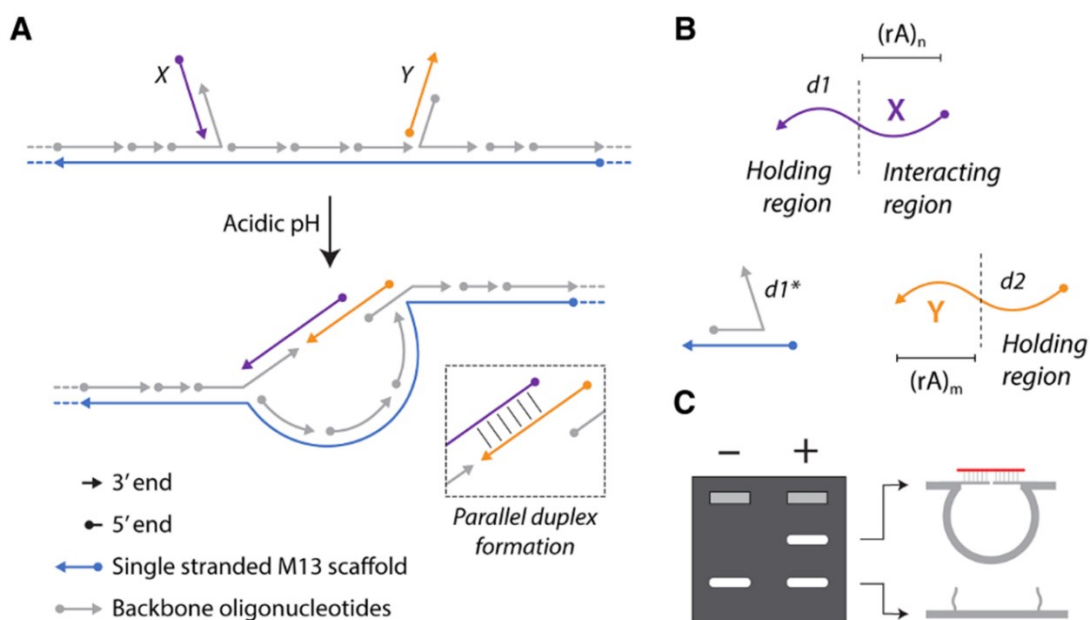 A
X
Y
Acidic pH
3' end
5' end
Single stranded M13 scaffold
Backbone oligonucleotides
Parallel duplex
formation
B
(rA)n
d1
X
Holding
region
Interacting
region
d1*
d2
Y
Holding
region
(rA)m
C
− +